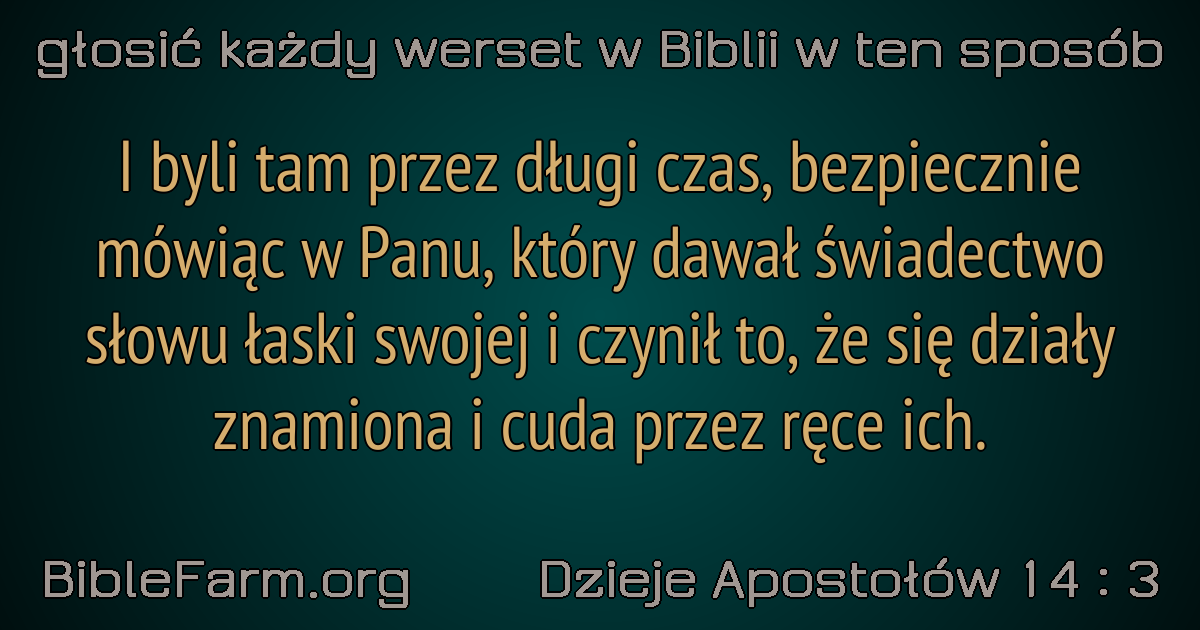 głosić każdy werset w Biblii w ten sposób
I byli tam przez długi czas, bezpiecznie
mówiąc w Panu, który dawał świadectwo
słowu łaski swojej i czynił to, że się działy
znamiona i cuda przez ręce ich.
BibleFarm.org Dzieje Apostołów 14 : 3